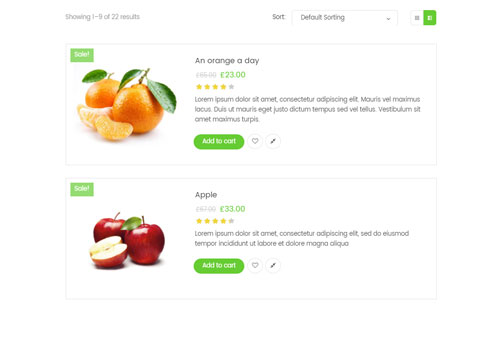 Showing 1–9 of 22 results
Sort: Default Sorting
Sale!
An orange a day
£23.00
Lorem ipsum dolor sit amet, consectetur adipiscing elit. Mauris vel maximus
lacus. Duis ut mauris eget justo dictum tempus sed vel tellus. Vestibulum sit
amet maximus turpis.
Add to cart
Sale!
Apple
£67.00 £33.00
Lorem ipsum dolor sit amet, consectetur adipiscing elit, sed do eiusmod
tempor incididunt ut labore et dolore magna aliqua
Add to cart